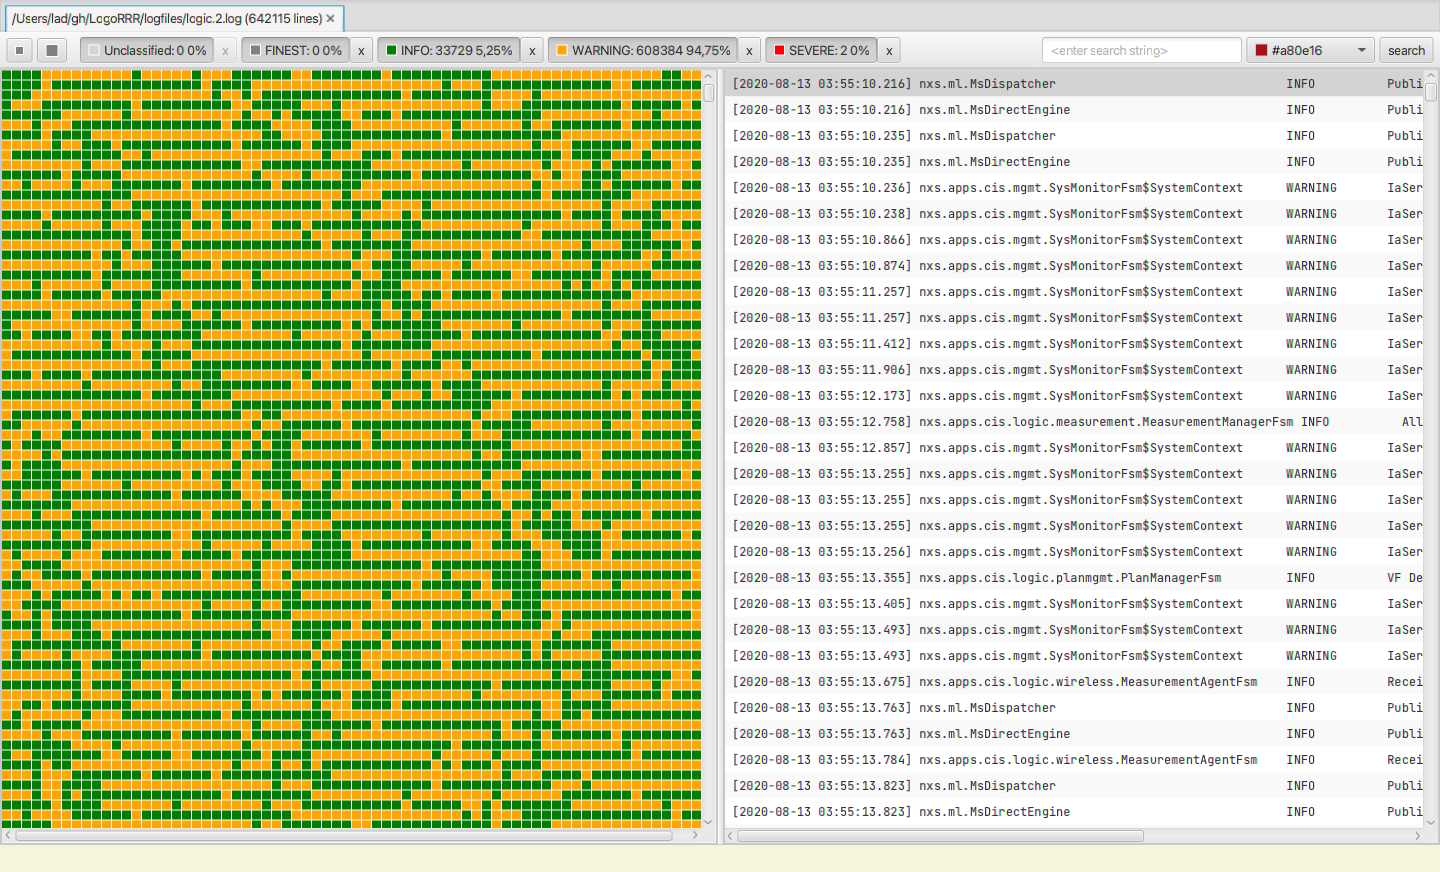 /Users/lad/gh/LogoRRR/logfiles/logic.2.log (642115 lines) ×
Unclassified: 0 0% x FINEST: 0 0% x INFO: 33729 5,25% x WARNING: 608384 94,75% x SEVERE: 2 0% x <enter search string> #a80e16 search
[2020-08-13 03:55:10.216] nxs.ml.MsDispatcher INFO Publi
[2020-08-13 03:55:10.216] nxs.ml.MsDirectEngine INFO Publi
[2020-08-13 03:55:10.235] nxs.ml.MsDispatcher INFO Publi
[2020-08-13 03:55:10.235] nxs.ml.MsDirectEngine INFO Publi
[2020-08-13 03:55:10.236] nxs.apps.cis.mgmt.SysMonitorFsm$SystemContext WARNING IaSer
[2020-08-13 03:55:10.238] nxs.apps.cis.mgmt.SysMonitorFsm$SystemContext WARNING IaSer
[2020-08-13 03:55:10.866] nxs.apps.cis.mgmt.SysMonitorFsm$SystemContext WARNING IaSer
[2020-08-13 03:55:10.874] nxs.apps.cis.mgmt.SysMonitorFsm$SystemContext WARNING IaSer
[2020-08-13 03:55:11.257] nxs.apps.cis.mgmt.SysMonitorFsm$SystemContext WARNING IaSer
[2020-08-13 03:55:11.257] nxs.apps.cis.mgmt.SysMonitorFsm$SystemContext WARNING IaSer
[2020-08-13 03:55:11.412] nxs.apps.cis.mgmt.SysMonitorFsm$SystemContext WARNING IaSer
[2020-08-13 03:55:11.906] nxs.apps.cis.mgmt.SysMonitorFsm$SystemContext WARNING IaSer
[2020-08-13 03:55:12.173] nxs.apps.cis.mgmt.SysMonitorFsm$SystemContext WARNING IaSer
[2020-08-13 03:55:12.758] nxs.apps.cis.logic.measurement.MeasurementManagerFsm INFO All
[2020-08-13 03:55:12.857] nxs.apps.cis.mgmt.SysMonitorFsm$SystemContext WARNING IaSer
[2020-08-13 03:55:13.255] nxs.apps.cis.mgmt.SysMonitorFsm$SystemContext WARNING IaSer
[2020-08-13 03:55:13.255] nxs.apps.cis.mgmt.SysMonitorFsm$SystemContext WARNING IaSer
[2020-08-13 03:55:13.255] nxs.apps.cis.mgmt.SysMonitorFsm$SystemContext WARNING IaSer
[2020-08-13 03:55:13.256] nxs.apps.cis.mgmt.SysMonitorFsm$SystemContext WARNING IaSer
[2020-08-13 03:55:13.355] nxs.apps.cis.logic.planmgmt.PlanManagerFsm INFO VF De
[2020-08-13 03:55:13.405] nxs.apps.cis.mgmt.SysMonitorFsm$SystemContext WARNING IaSer
[2020-08-13 03:55:13.493] nxs.apps.cis.mgmt.SysMonitorFsm$SystemContext WARNING IaSer
[2020-08-13 03:55:13.493] nxs.apps.cis.mgmt.SysMonitorFsm$SystemContext WARNING IaSer
[2020-08-13 03:55:13.675] nxs.apps.cis.logic.wireless.MeasurementAgentFsm INFO Recei
[2020-08-13 03:55:13.763] nxs.ml.MsDispatcher INFO Publi
[2020-08-13 03:55:13.763] nxs.ml.MsDirectEngine INFO Publi
[2020-08-13 03:55:13.784] nxs.apps.cis.logic.wireless.MeasurementAgentFsm INFO Recei
[2020-08-13 03:55:13.823] nxs.ml.MsDispatcher INFO Publi
[2020-08-13 03:55:13.823] nxs.ml.MsDirectEngine INFO Publi